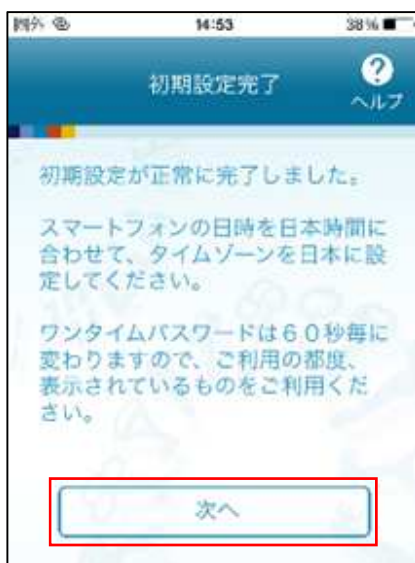 圏外
14:53
38%
初期設定完了
ヘルプ
初期設定が正常に完了しました。
スマートフォンの日時を日本時間に
合わせて、タイムゾーンを日本に設
定してください。
ワンタイムパスワードは60秒毎に
変わりますので、ご利用の都度、
表示されているものをご利用くだ
さい。
次へ